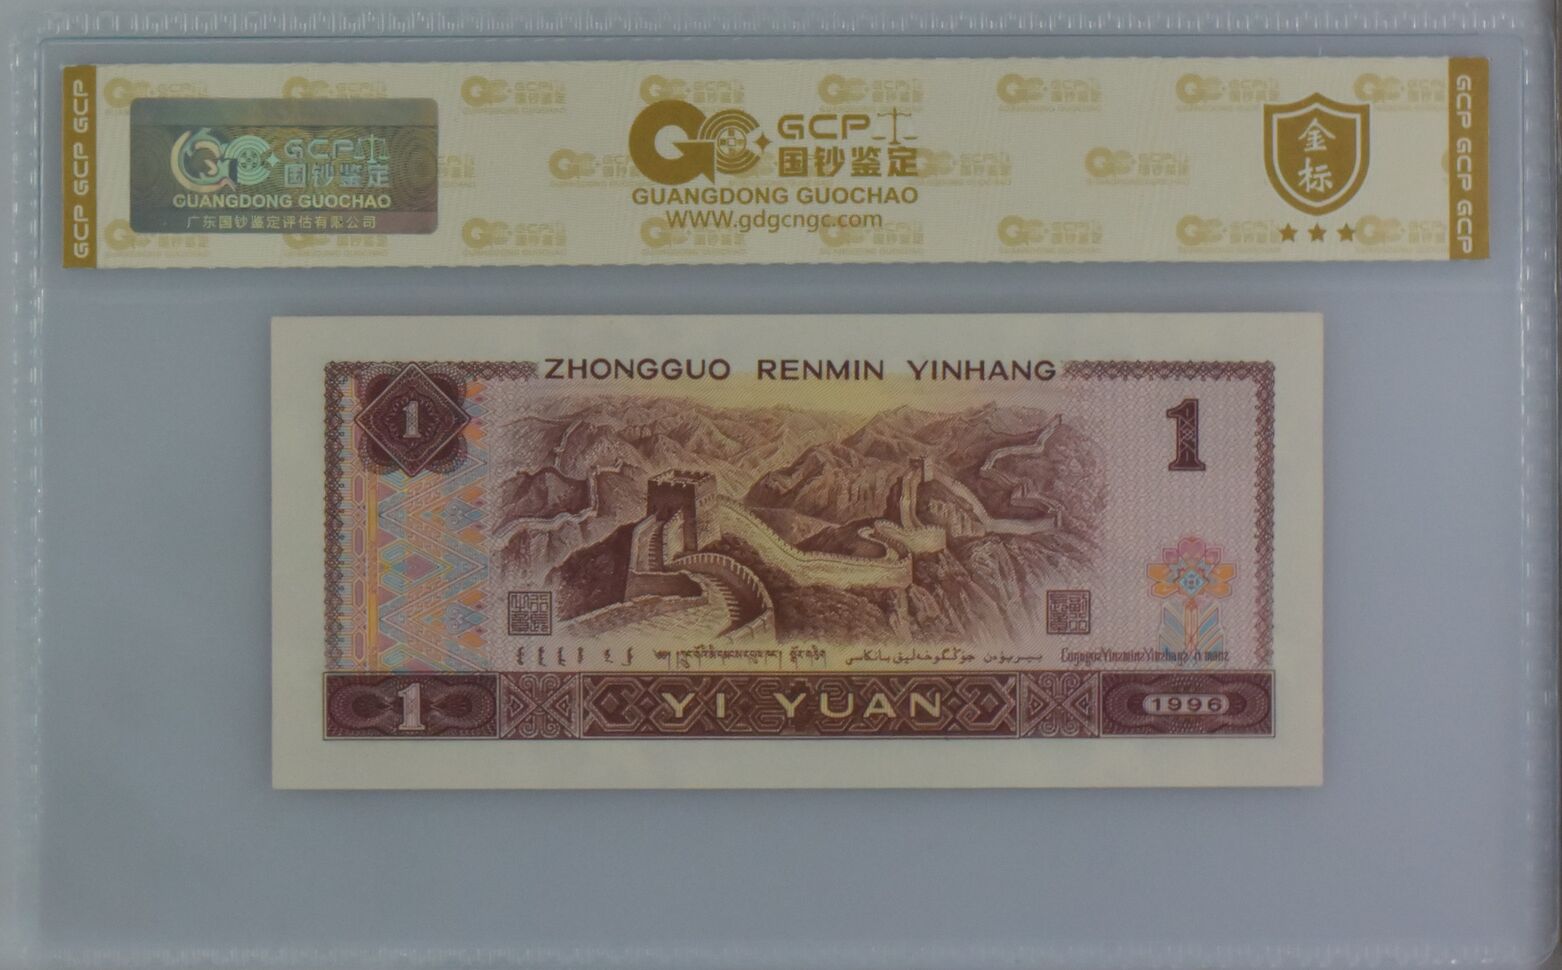 GCP GCP GCP
GCP
国钞鉴定
GUANGDONG GUOCHAO
广东国钞鉴定评估有限公司
GCP
国钞鉴定
GUANGDONG GUOCHAO
WWW.gdgcngc.com
金
标
GCP GCP GCP
ZHONGGUO RENMIN YINHANG
1
1
1
YI YUAN
1996